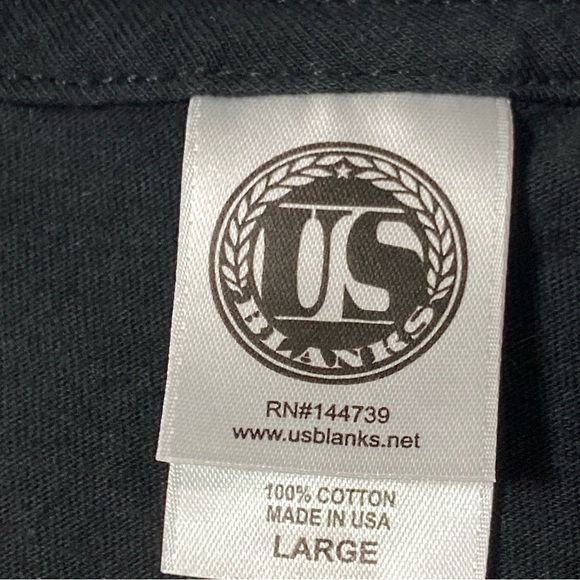 US
BLANKS
RN#144739
www.usblanks.net
100% COTTON
MADE IN USA
LARGE